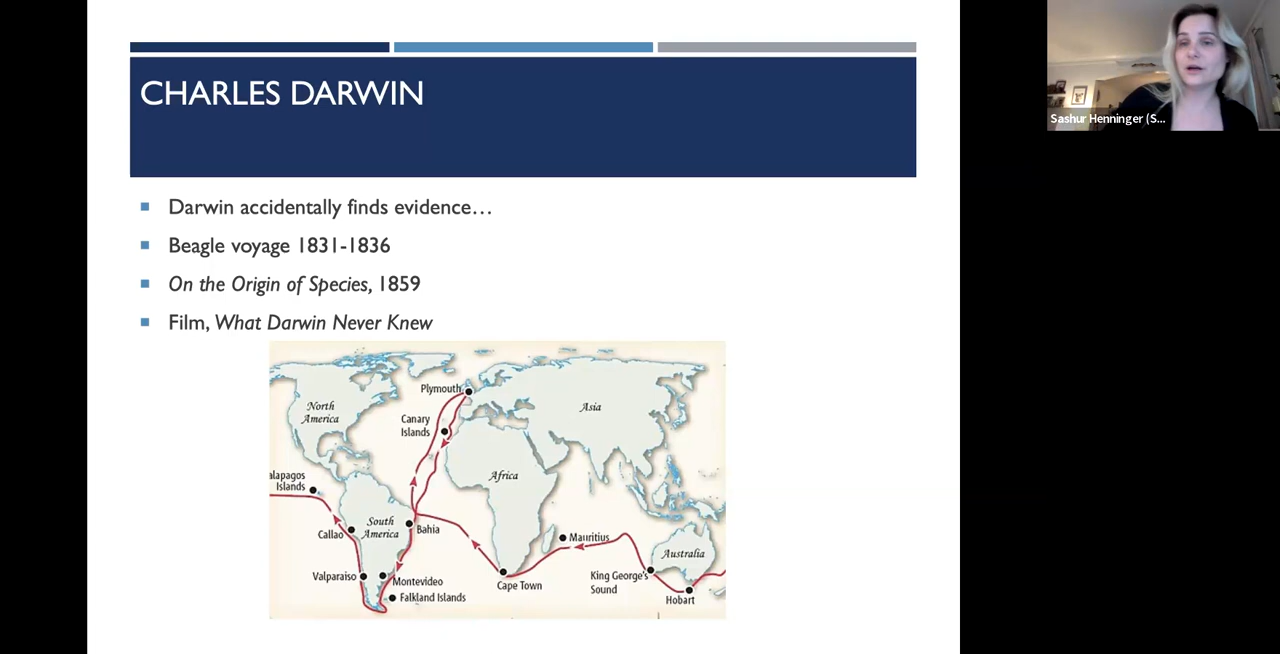 CHARLES DARWIN
Darwin accidentally finds evidence…
Beagle voyage 1831-1836
On the Origin of Species, 1859
Film, What Darwin Never Knew
Plymouth
North
America
Canary
Islands
Asia
Africa
alapagos
Islands
South
America
Callao
Bahia
Mauritius
Australia
Valparaiso
Montevideo
Falkland Islands
Cape Town
King George's
Sound
Hobart
Sashur Henninger (S...